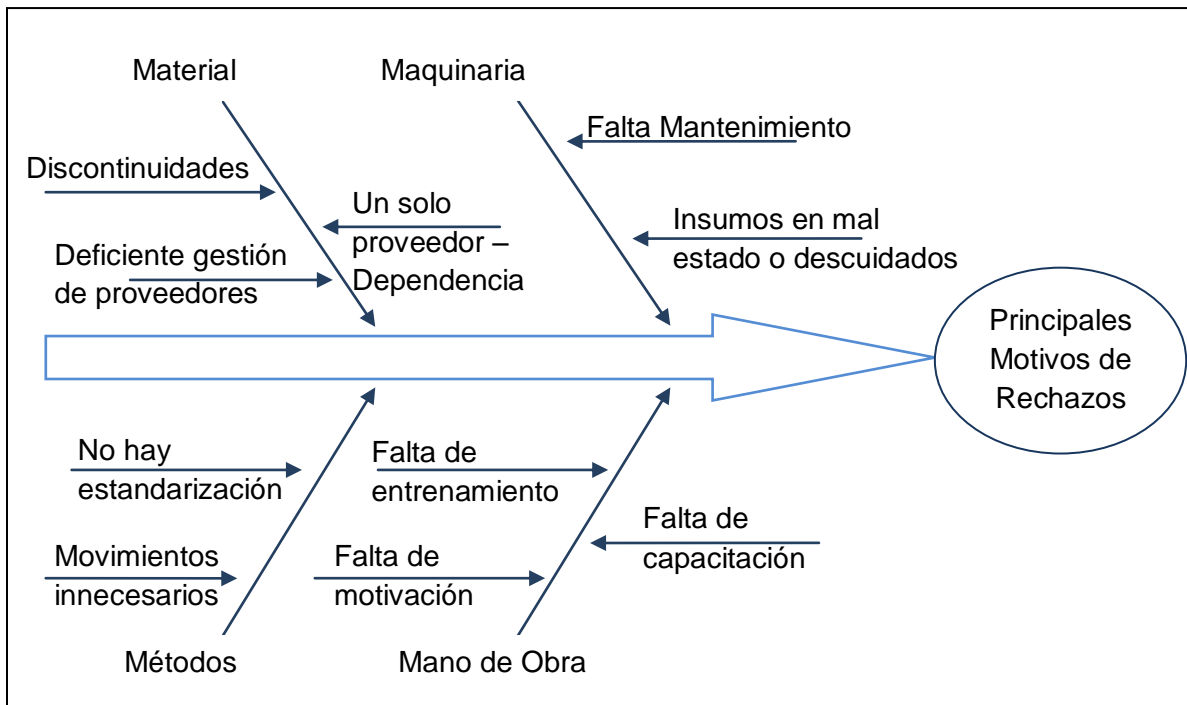 Material
Maquinaria
Falta Mantenimiento
Discontinuidades
Un solo
proveedor –
Dependencia
Insumos en mal
estado o descuidados
Deficiente gestión
de proveedores
Principales
Motivos de
Rechazos
No hay
estandarización
Falta de
entrenamiento
Falta de
capacitación
Movimientos
innecesarios
Falta de
motivación
Métodos
Mano de Obra